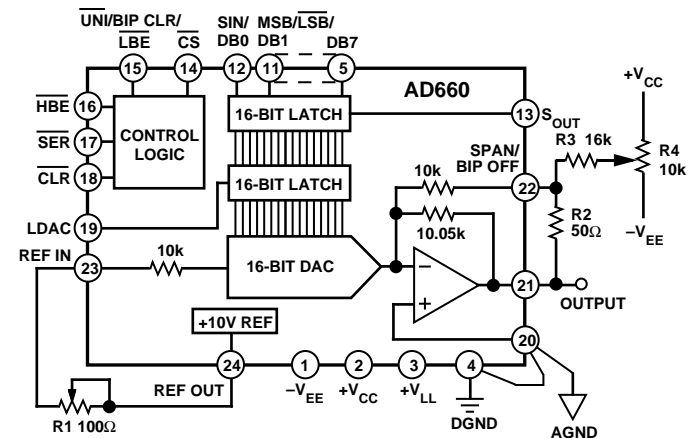 UNI/BIP CLR/
LBE
CS
SIN/
DB0
MSB/LSB/
DB1
DB7
15
14
12
11
5
AD660
HBE
16
SER
17
CLR
18
CONTROL
LOGIC
16-BIT LATCH
13
SOUT
+VCC
R3 16k
R4
10k
SPAN/
BIP OFF
10k
22
16-BIT LATCH
R2
50Ω
LDAC
19
10.05k
–VEE
REF IN
23
10k
16-BIT DAC
–
+
21
OUTPUT
+10V REF
20
24
1
2
3
4
REF OUT
–VEE
+VCC
+VLL
DGND
AGND
R1 100Ω